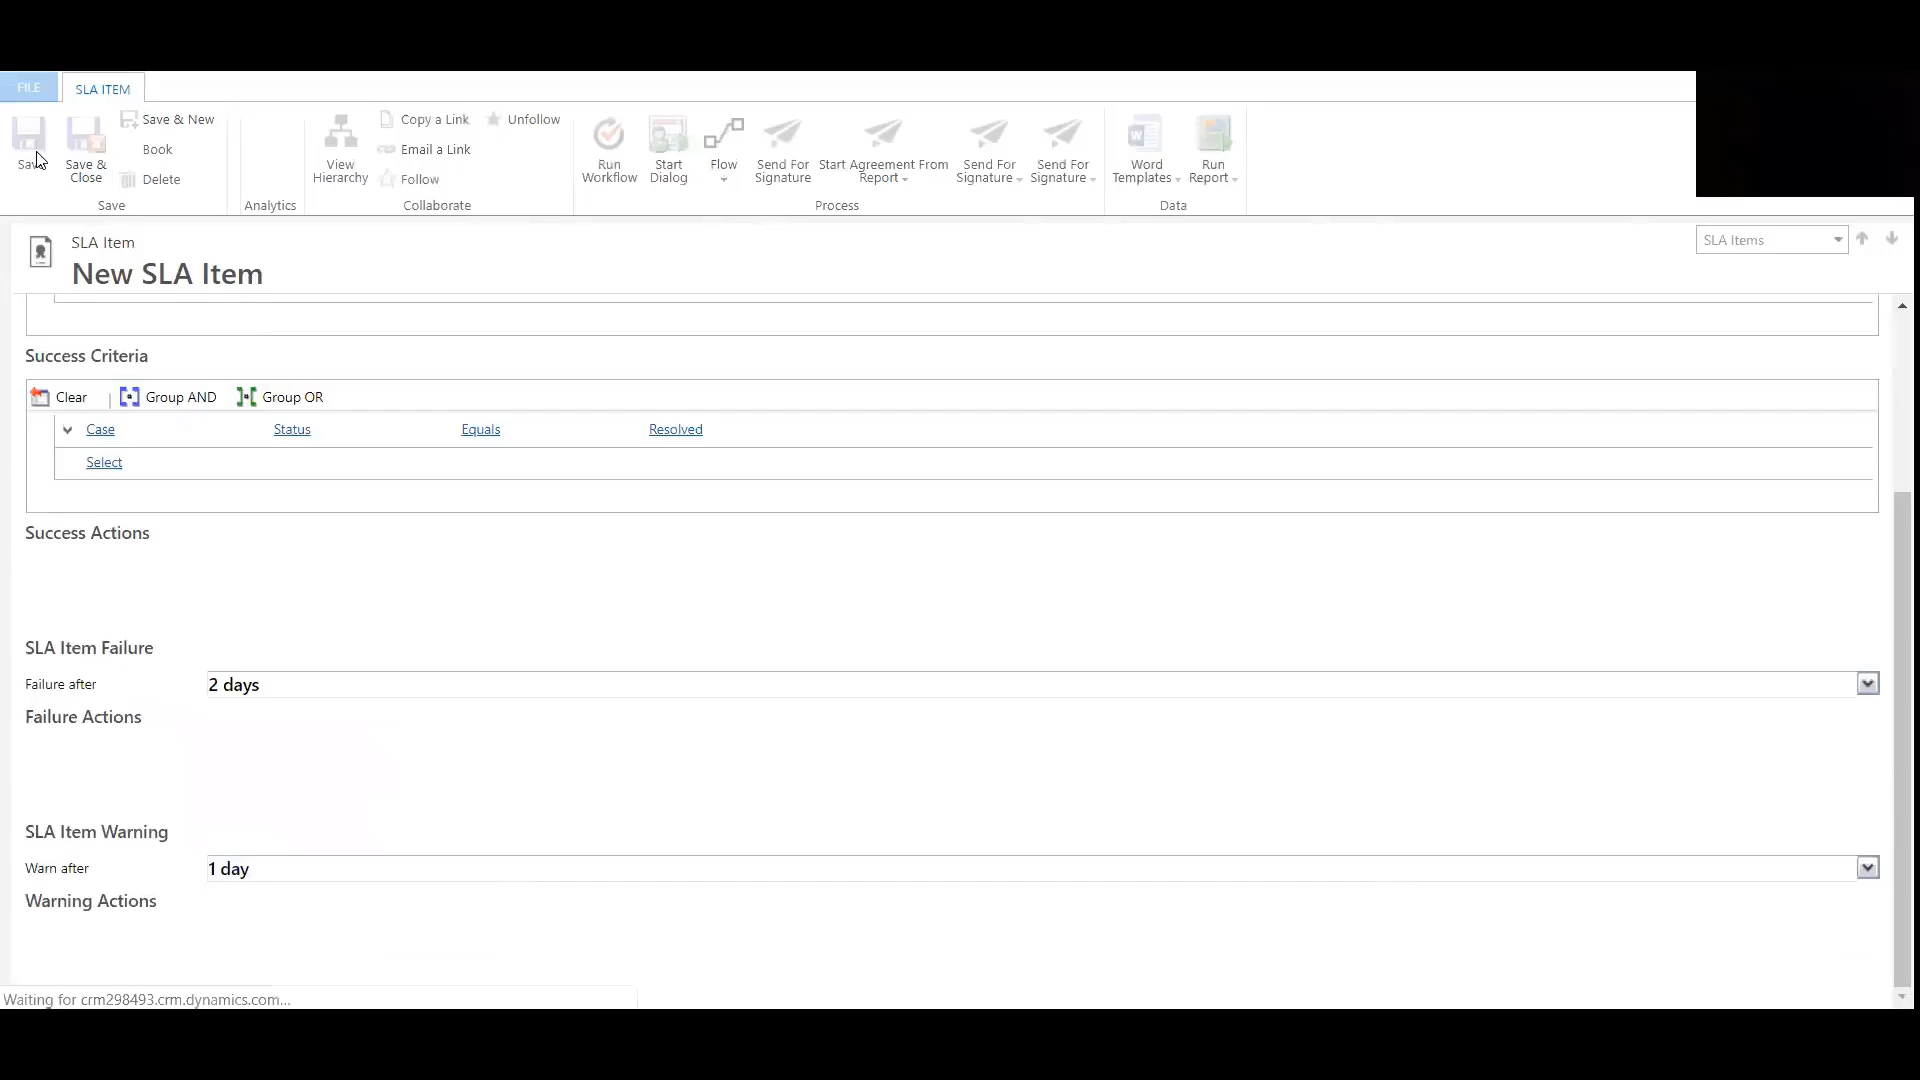 FILE
SLA ITEM
Save
Save & Close
Save & New
Book
Delete
Save
Analytics
View Hierarchy
Copy a Link
Email a Link
Follow
Unfollow
Collaborate
Run Workflow
Start Dialog
Flow
Send For Signature
Start Agreement From Report
Send For Signature
Send For Signature
Process
Word Templates
Run Report
Data
SLA Item
New SLA Item
SLA Items
Success Criteria
Clear
Group AND
Group OR
Case Status Equals Resolved
Select
Success Actions
SLA Item Failure
Failure after 2 days
Failure Actions
SLA Item Warning
Warn after 1 day
Warning Actions
Waiting for crm298493.crm.dynamics.com...